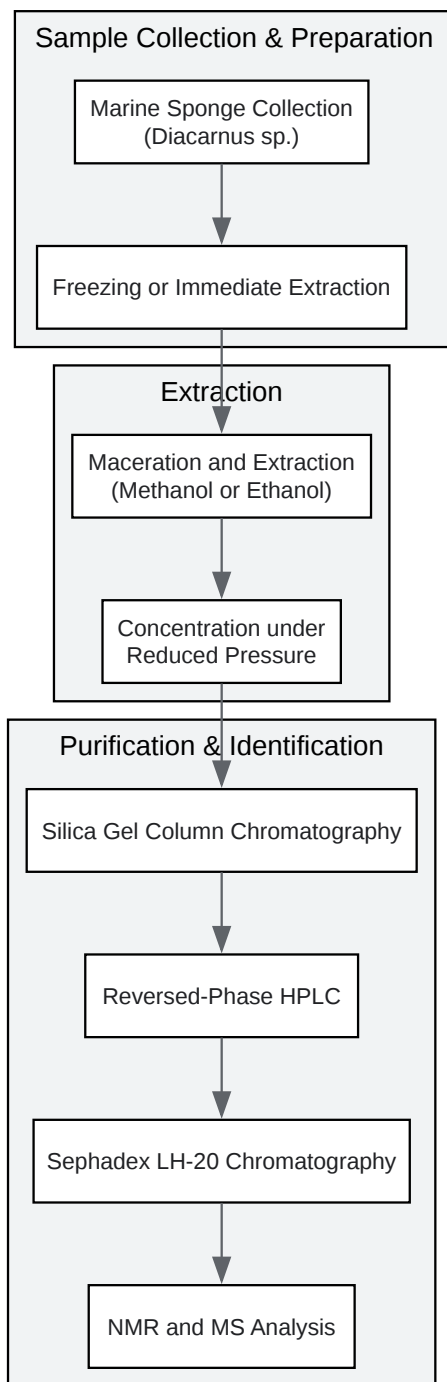 Sample Collection & Preparation
Marine Sponge Collection
(Diacarnus sp.)
Freezing or Immediate Extraction
Extraction
Maceration and Extraction
(Methanol or Ethanol)
Concentration under
Reduced Pressure
Purification & Identification
Silica Gel Column Chromatography
Reversed-Phase HPLC
Sephadex LH-20 Chromatography
NMR and MS Analysis